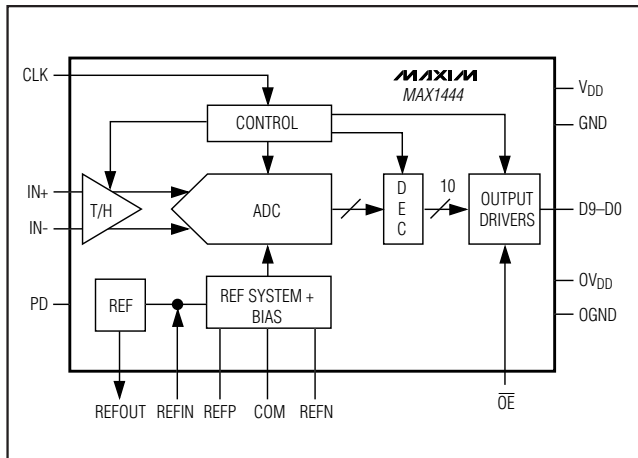 CLK
MAXIM
MAX1444
VDD
GND
CONTROL
IN+
IN-
T/H
ADC
DEC
10
OUTPUT
DRIVERS
D9–D0
PD
REF
REF SYSTEM +
BIAS
OVDD
OGND
REFOUT
REFIN
REFP
COM
REFN
OE